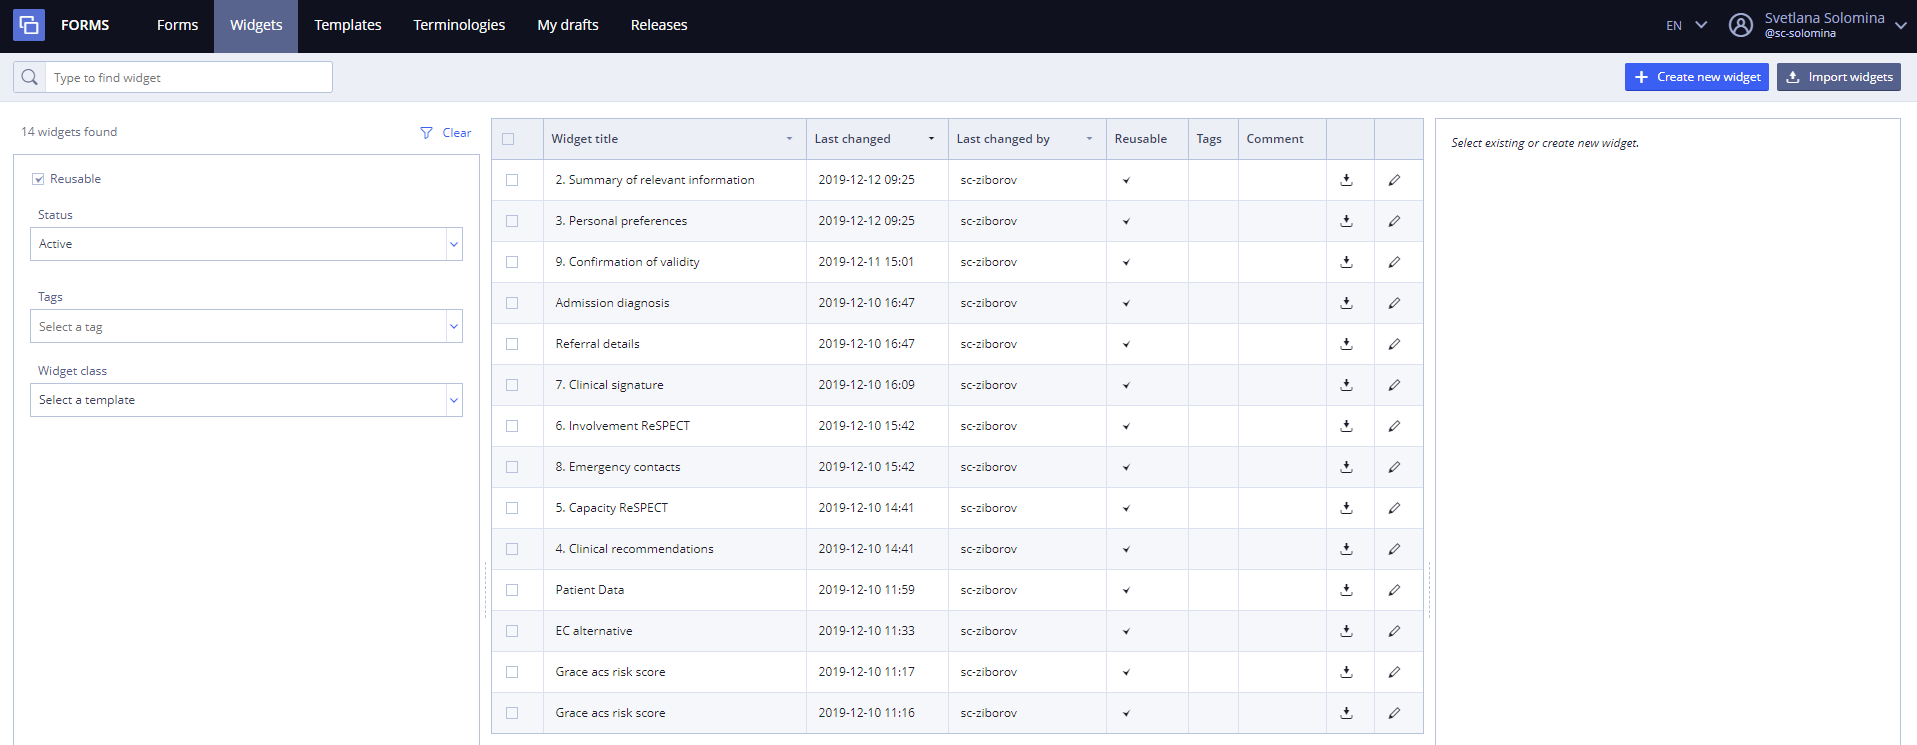 FORMS Forms Widgets Templates Terminologies My drafts Releases EN Svetlana Solomina
@sc-solomina
Type to find widget Create new widget Import widgets
14 widgets found Clear
Reusable
Status
Active
Tags
Select a tag
Widget class
Select a template
Widget title Last changed Last changed by Reusable Tags Comment
2. Summary of relevant information 2019-12-12 09:25 sc-ziborov
3. Personal preferences 2019-12-12 09:25 sc-ziborov
9. Confirmation of validity 2019-12-11 15:01 sc-ziborov
Admission diagnosis 2019-12-10 16:47 sc-ziborov
Referral details 2019-12-10 16:47 sc-ziborov
7. Clinical signature 2019-12-10 16:09 sc-ziborov
6. Involvement ReSPECT 2019-12-10 15:42 sc-ziborov
8. Emergency contacts 2019-12-10 15:42 sc-ziborov
5. Capacity ReSPECT 2019-12-10 14:41 sc-ziborov
4. Clinical recommendations 2019-12-10 14:41 sc-ziborov
Patient Data 2019-12-10 11:59 sc-ziborov
EC alternative 2019-12-10 11:33 sc-ziborov
Grace acs risk score 2019-12-10 11:17 sc-ziborov
Grace acs risk score 2019-12-10 11:16 sc-ziborov
Select existing or create new widget.